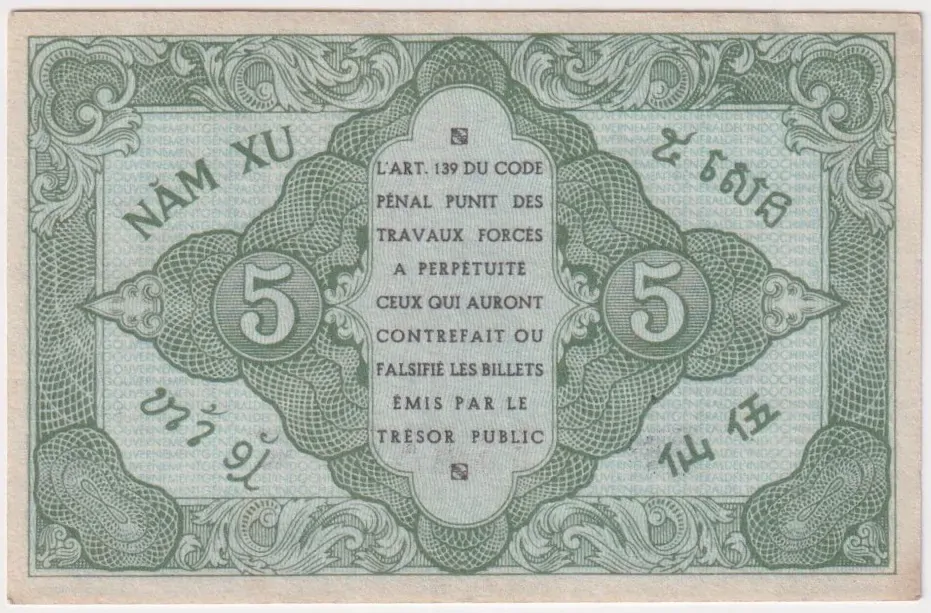 NĂM XU
៥
L'ART. 139 DU CODE
PÉNAL PUNIT DES
TRAVAUX FORCÉS
A PERPÉTUITÉ
CEUX QUI AURONT
CONTREFAIT OU
FALSIFIÉ LES BILLETS
ÉMIS PAR LE
TRÉSOR PUBLIC
5
5
仙伍